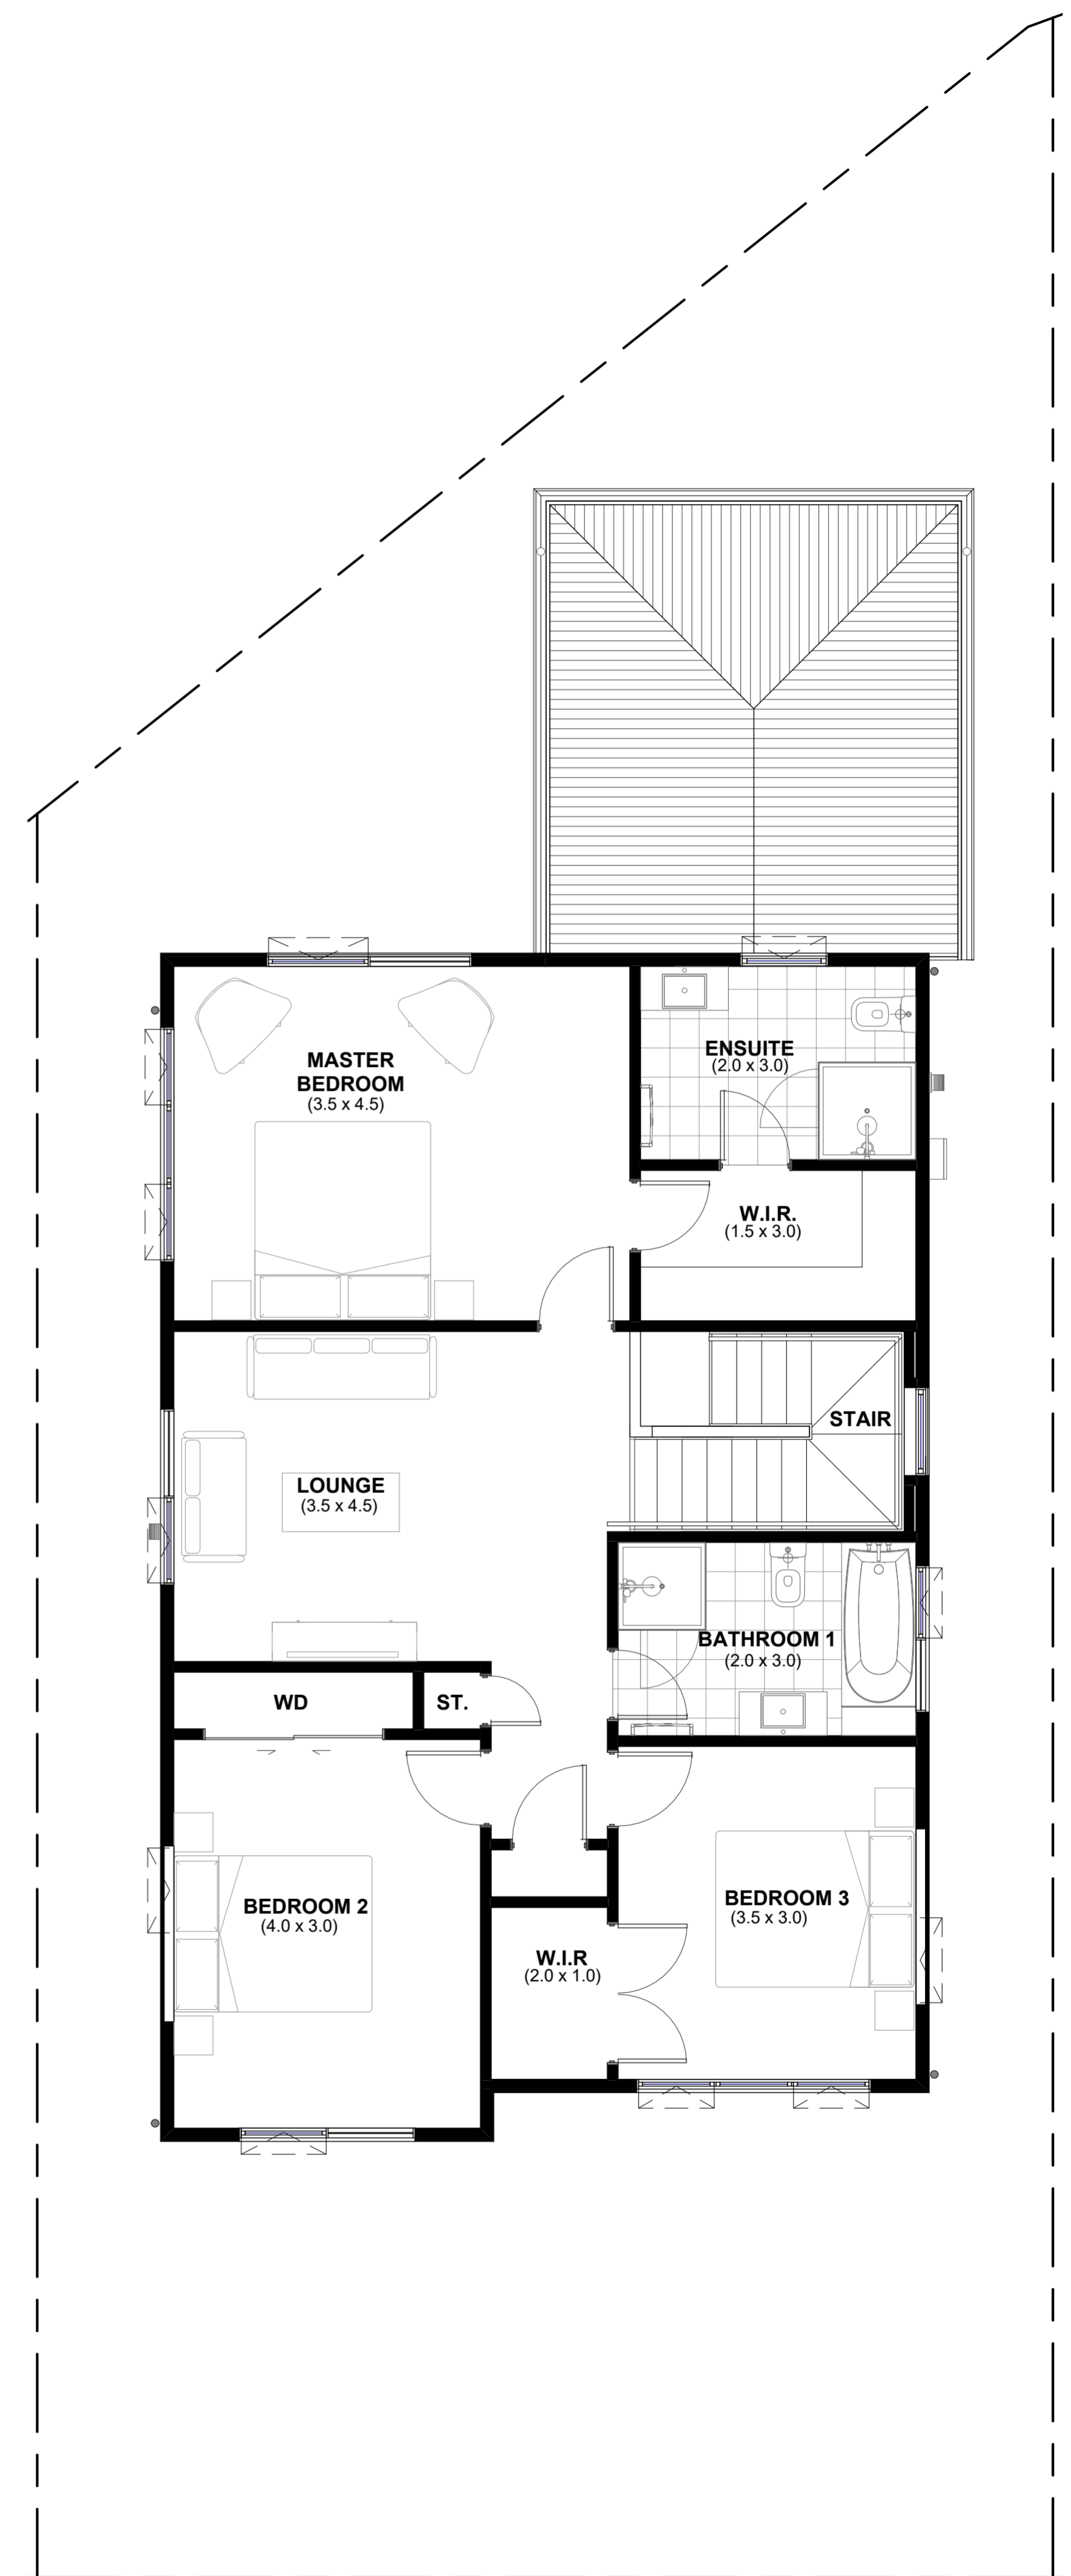 MASTER
BEDROOM
(3.5 x 4.5)
ENSUITE
(2.0 x 3.0)
W.I.R.
(1.5 x 3.0)
STAIR
LOUNGE
(3.5 x 4.5)
BATHROOM 1
(2.0 x 3.0)
WD
ST.
BEDROOM 2
(4.0 x 3.0)
BEDROOM 3
(3.5 x 3.0)
W.I.R
(2.0 x 1.0)